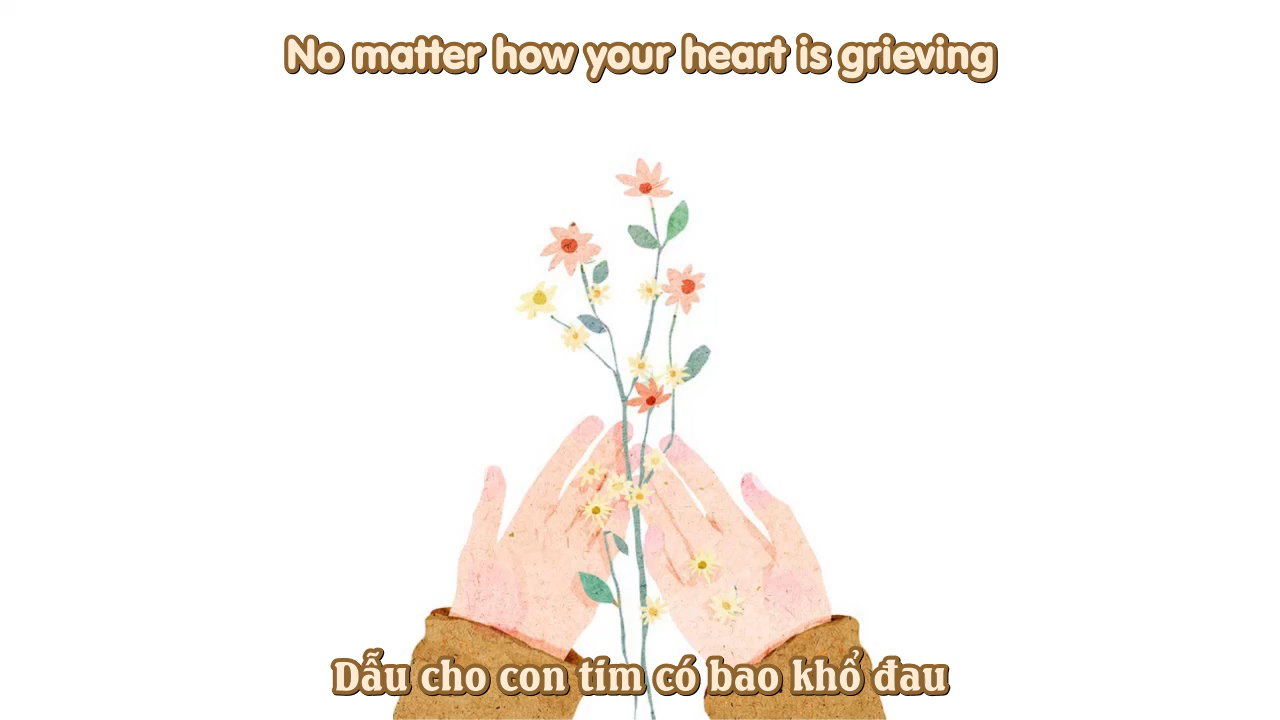 No matter how your heart is grieving
Dẫu cho con tim có bao khổ đau